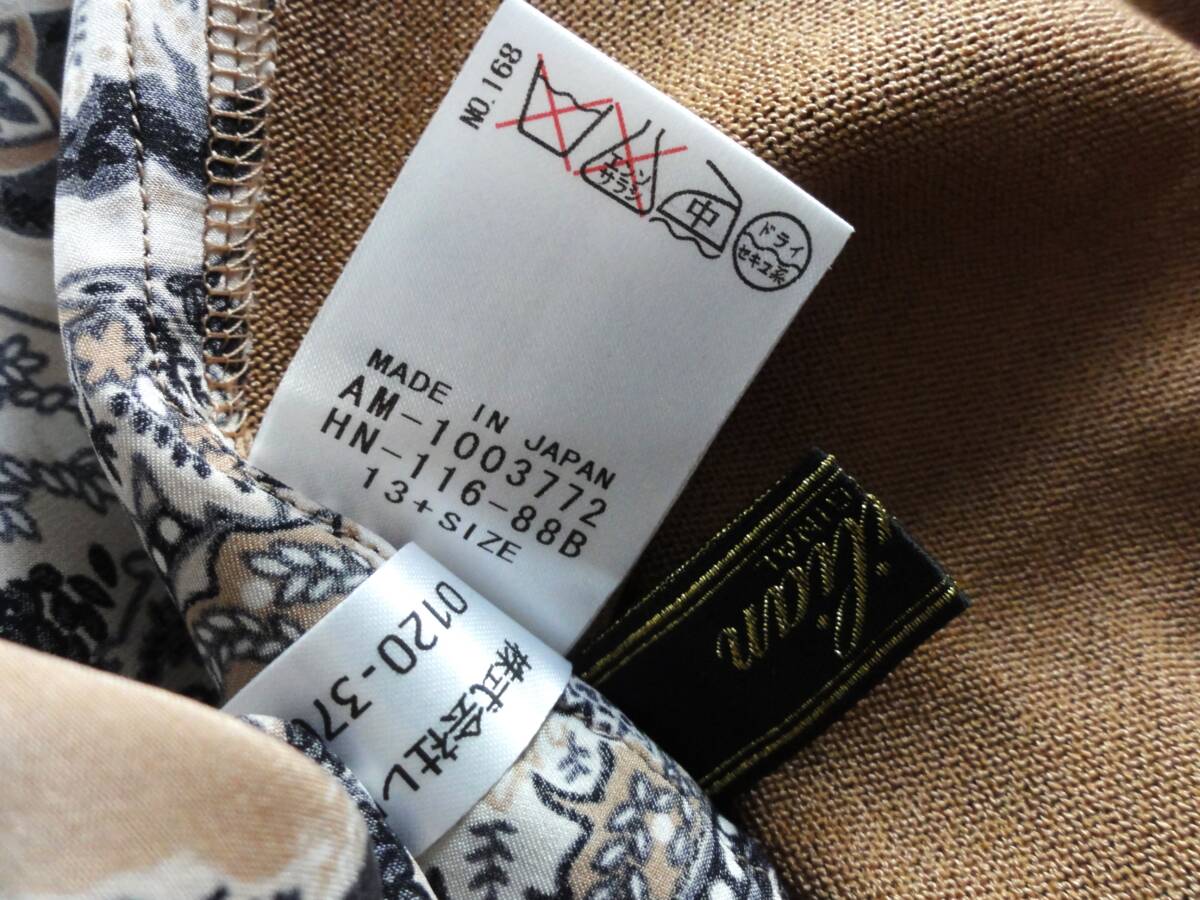 NO.168
エンソ
サラシ
中
ドライ
セキユ系
MADE IN JAPAN
AM-1003772
HN-116-88B
13+SIZE
株式会社レ
0120-37